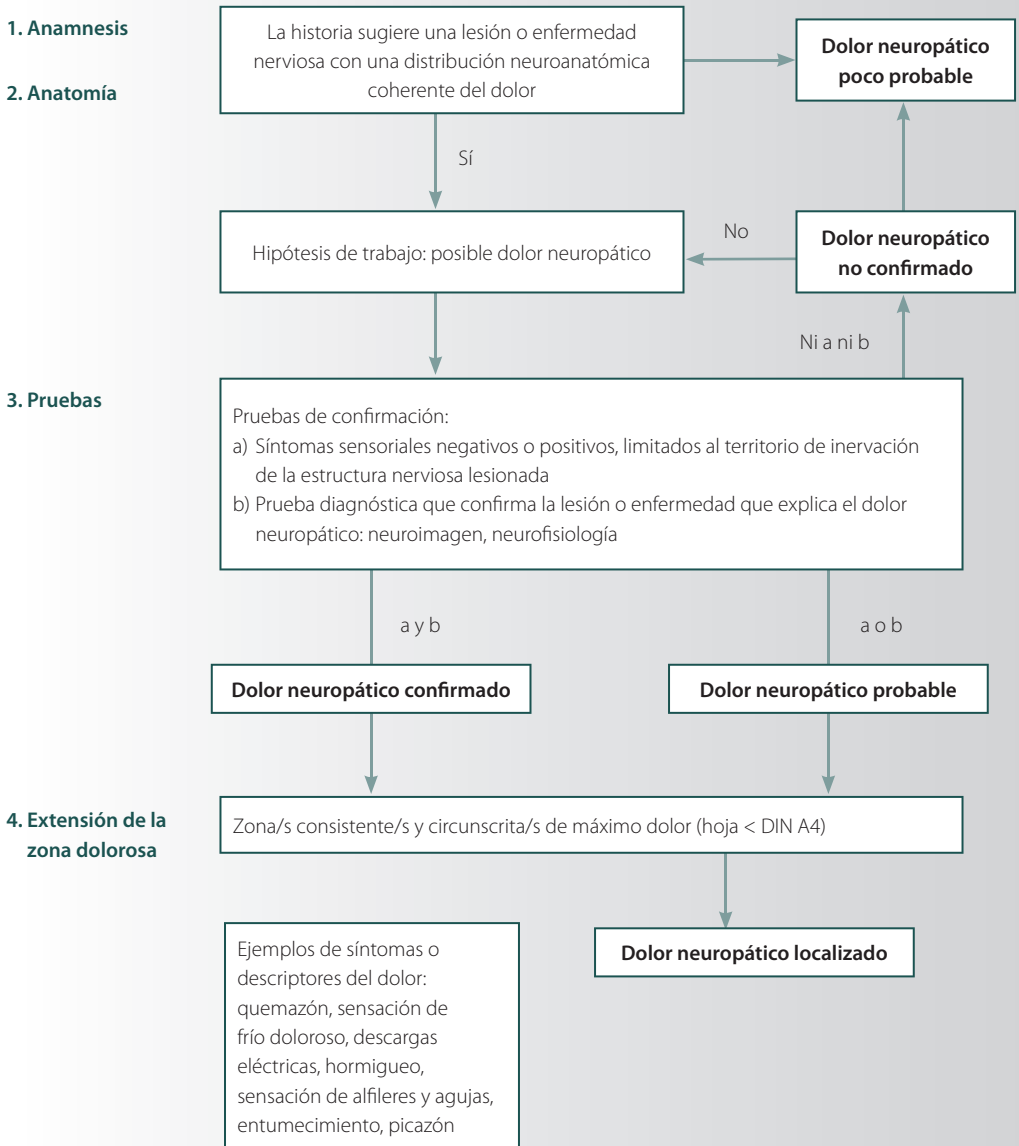 1. Anamnesis
2. Anatomía
La historia sugiere una lesión o enfermedad
nerviosa con una distribución neuroanatómica
coherente del dolor
Dolor neuropático
poco probable
Sí
Hipótesis de trabajo: posible dolor neuropático
No
Dolor neuropático
no confirmado
Ni a ni b
3. Pruebas
Pruebas de confirmación:
a) Síntomas sensoriales negativos o positivos, limitados al territorio de inervación
de la estructura nerviosa lesionada
b) Prueba diagnóstica que confirma la lesión o enfermedad que explica el dolor
neuropático: neuroimagen, neurofisiología
a y b
a o b
Dolor neuropático confirmado
Dolor neuropático probable
4. Extensión de la
zona dolorosa
Zona/s consistente/s y circunscrita/s de máximo dolor (hoja < DIN A4)
Dolor neuropático localizado
Ejemplos de síntomas o
descriptores del dolor:
quemazón, sensación de
frío doloroso, descargas
eléctricas, hormigueo,
sensación de alfileres y agujas,
entumecimiento, picazón